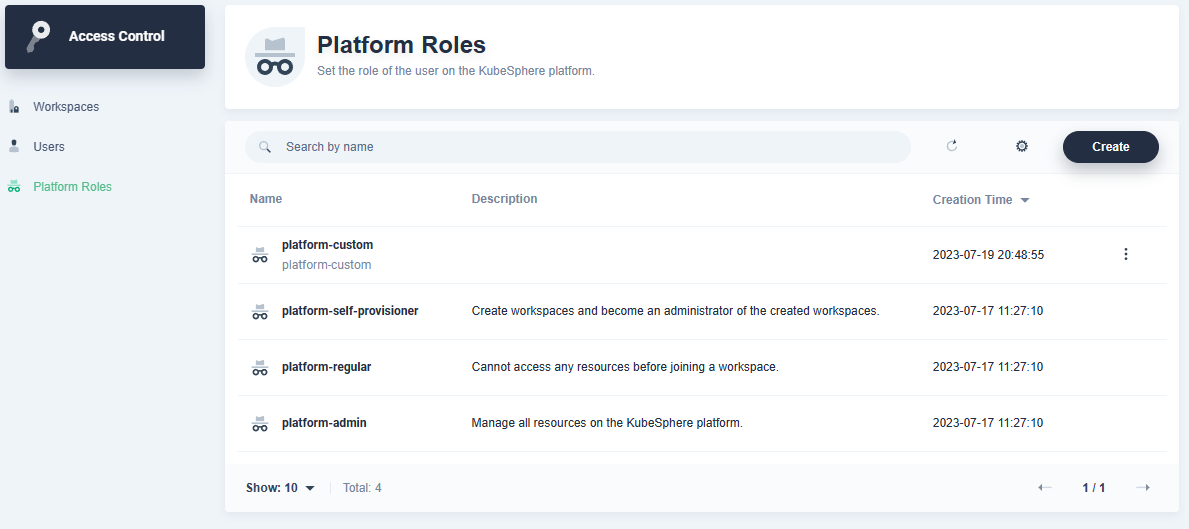 Access Control
Workspaces
Users
Platform Roles
Platform Roles
Set the role of the user on the KubeSphere platform.
Search by name
Create
Name Description Creation Time
platform-custom
platform-custom
2023-07-19 20:48:55
platform-self-provisioner Create workspaces and become an administrator of the created workspaces. 2023-07-17 11:27:10
platform-regular Cannot access any resources before joining a workspace. 2023-07-17 11:27:10
platform-admin Manage all resources on the KubeSphere platform. 2023-07-17 11:27:10
Show: 10 Total: 4 1 / 1